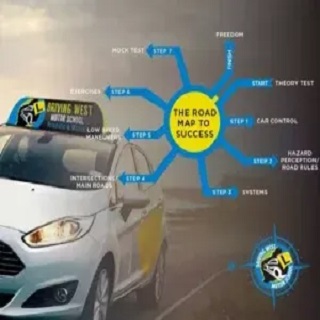 FREEDOM
FINISH
MOCK TEST
STEP 7
START
THEORY TEST
EXERCISES
STEP 6
THE ROAD
MAP TO
SUCCESS
STEP 1
CAR CONTROL
LOW SPEED
STEP 5
HAZARD
PERCEPTION/
ROAD RULES
STEP 2
INTERSECTIONS/
MAIN ROADS
STEP 4
STEP 3
SYSTEMS
DRIVING WEST
MOTOR SCHOOL
L